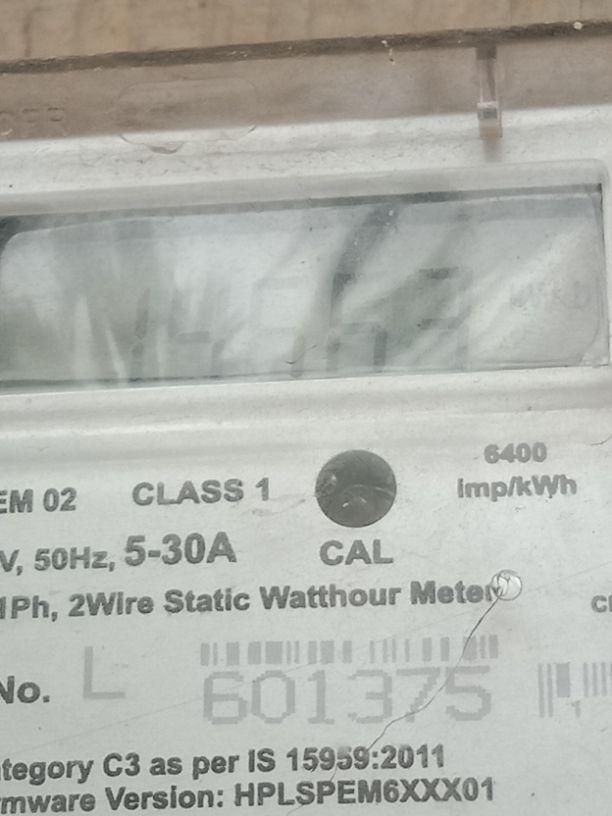 EM 02 CLASS 1
6400
imp/kWh
V, 50Hz, 5-30A CAL
1Ph, 2Wire Static Watthour Meter
No. L 601375
tegory C3 as per IS 15959:2011
mware Version: HPLSPEM6XXX01